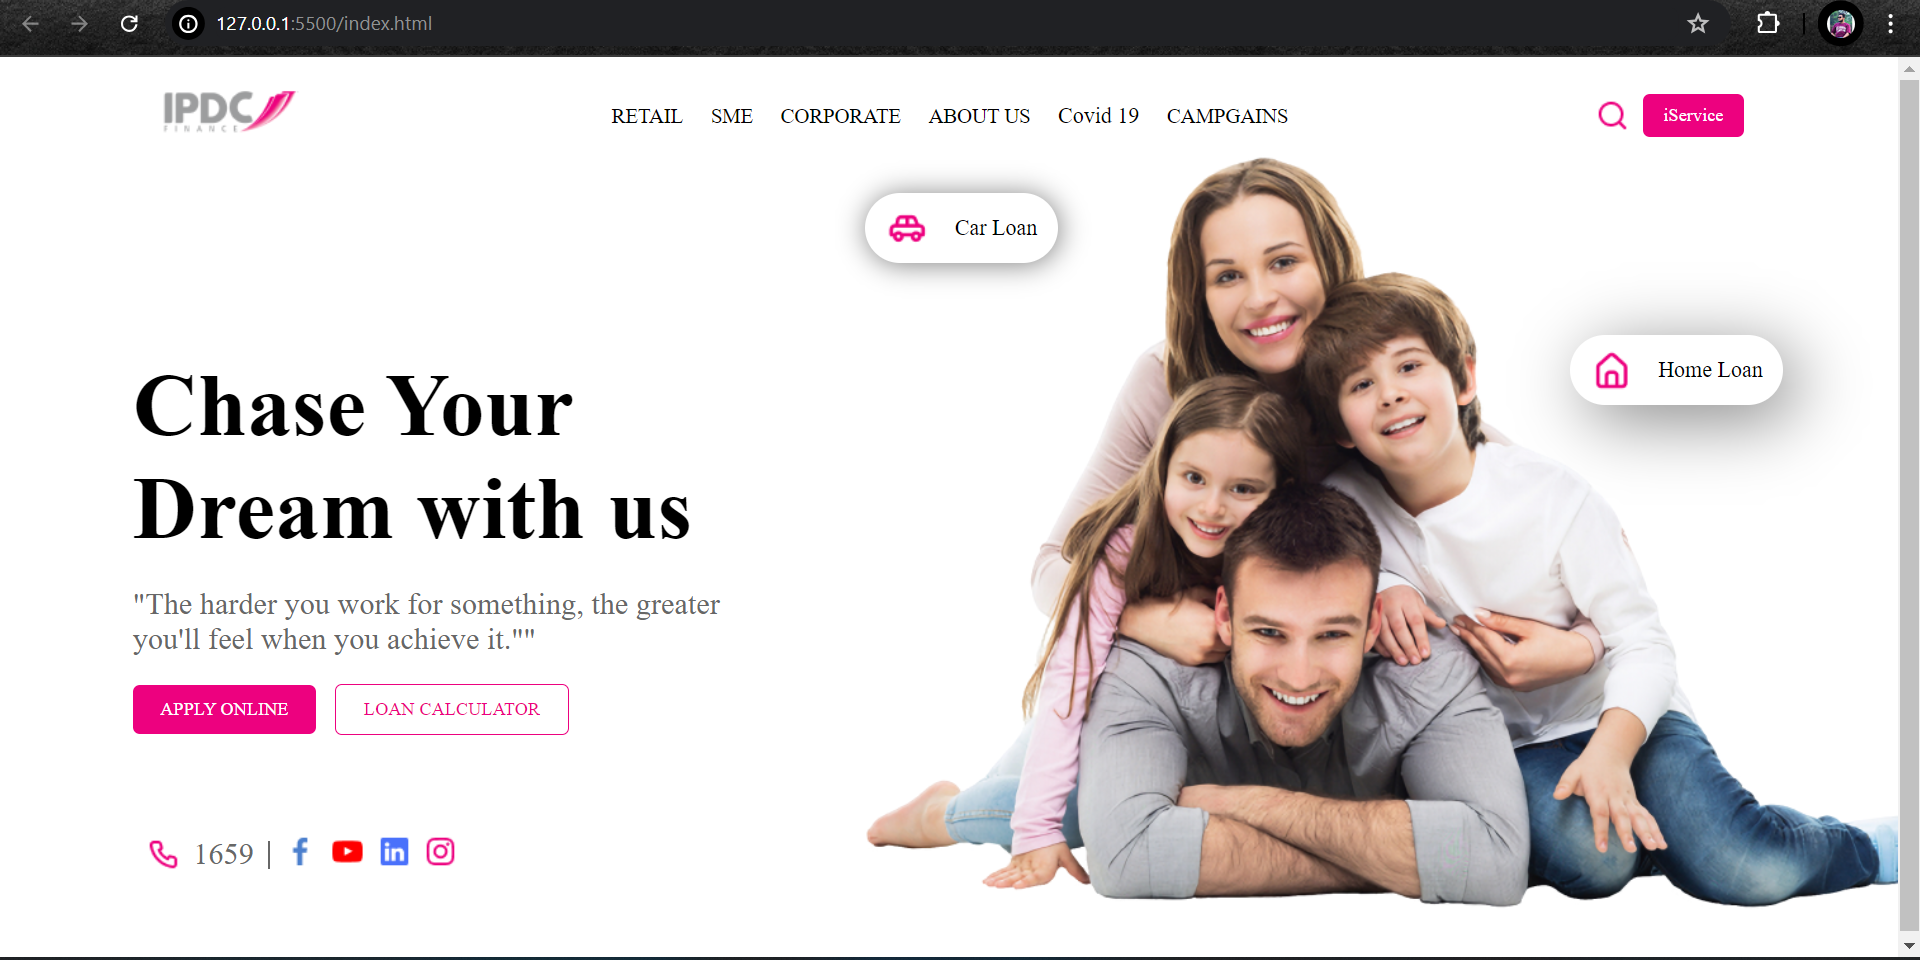 127.0.0.1:5500/index.html
IPDC
FINANCE
RETAIL SME CORPORATE ABOUT US Covid 19 CAMPGAINS
iService
Car Loan
Home Loan
Chase Your
Dream with us
"The harder you work for something, the greater
you'll feel when you achieve it.""
APPLY ONLINE
LOAN CALCULATOR
1659 |